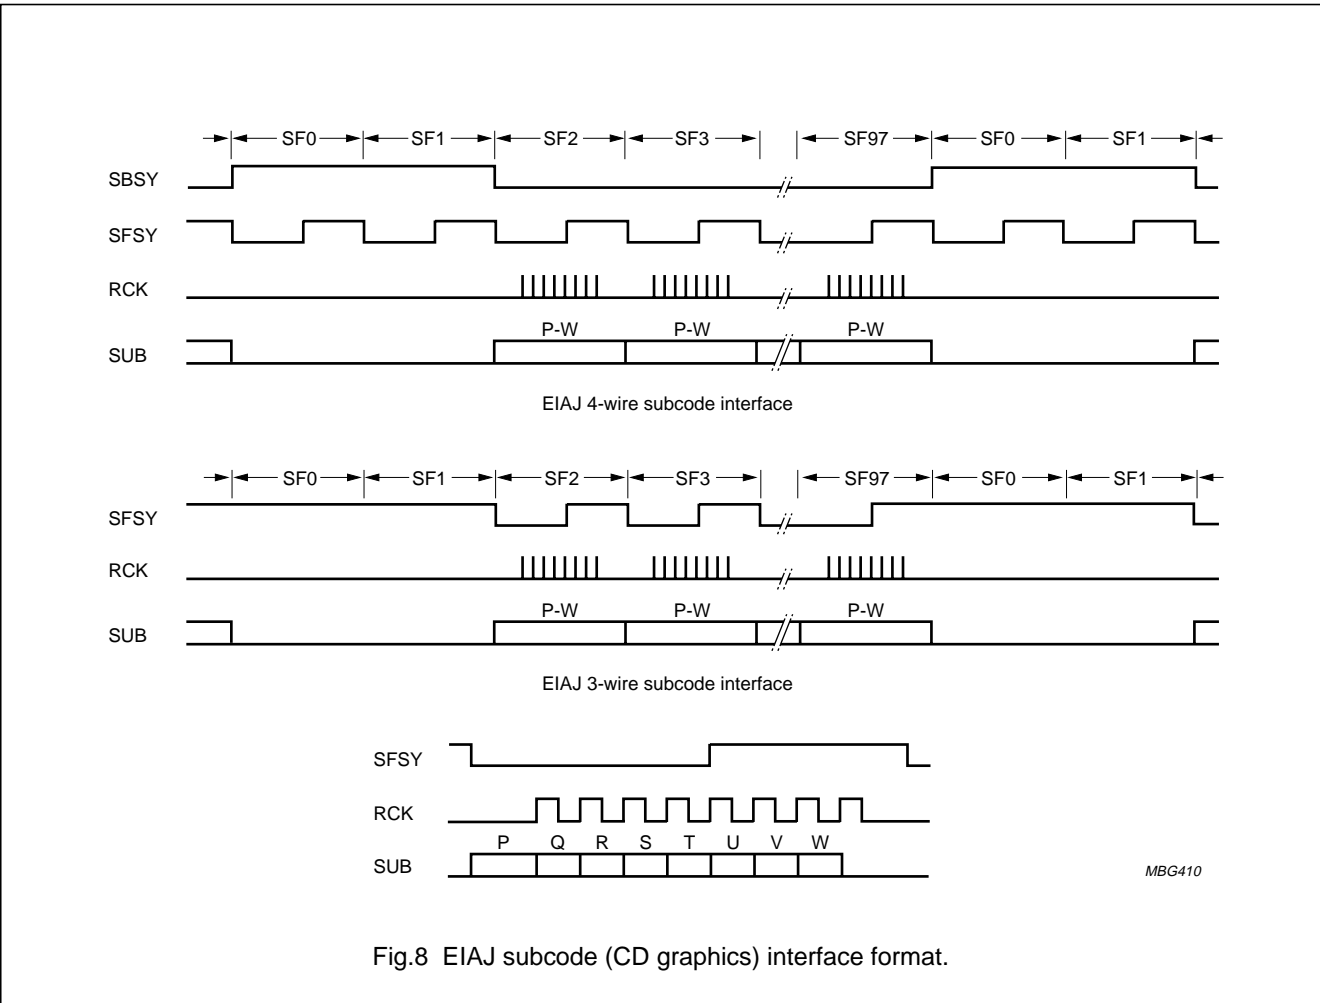 SF0 SF1 SF2 SF3 SF97 SF0 SF1
SBSY
SFSY
RCK
P-W P-W P-W
SUB
EIAJ 4-wire subcode interface
SF0 SF1 SF2 SF3 SF97 SF0 SF1
SFSY
RCK
P-W P-W P-W
SUB
EIAJ 3-wire subcode interface
SFSY
RCK
P Q R S T U V W
SUB
MBG410
Fig.8 EIAJ subcode (CD graphics) interface format.